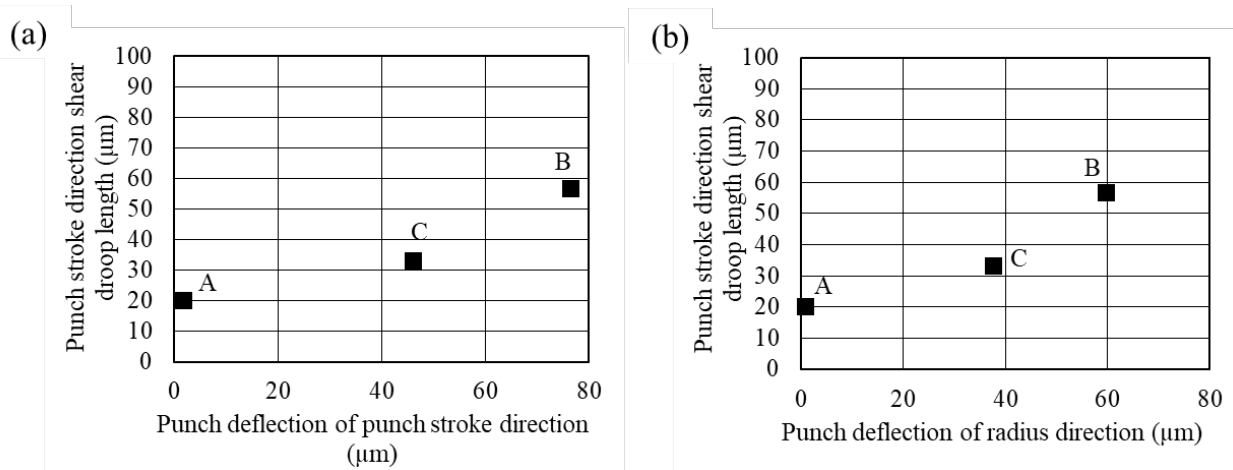 (a)
Punch stroke direction shear
droop length (μm)
100
90
80
70
60
50
40
30
20
10
0
A
C
B
0 20 40 60 80
Punch deflection of punch stroke direction
(μm)
(b)
Punch stroke direction shear
droop length (μm)
100
90
80
70
60
50
40
30
20
10
0
A
C
B
0 20 40 60 80
Punch deflection of radius direction (μm)